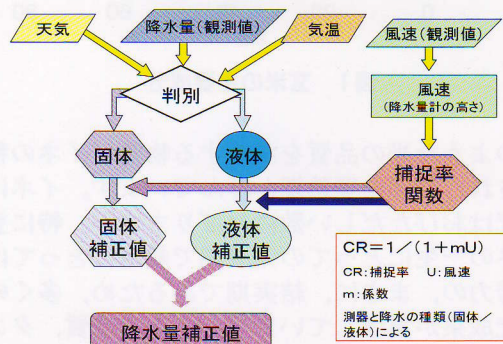 天気
降水量(観測値)
気温
風速(観測値)
判別
風速
(降水量計の高さ)
固体
液体
捕捉率
関数
固体
補正値
液体
補正値
降水量補正値
CR=1/(1+mU)
CR:捕捉率 U:風速
m:係数
測器と降水の種類(固体/
液体)による